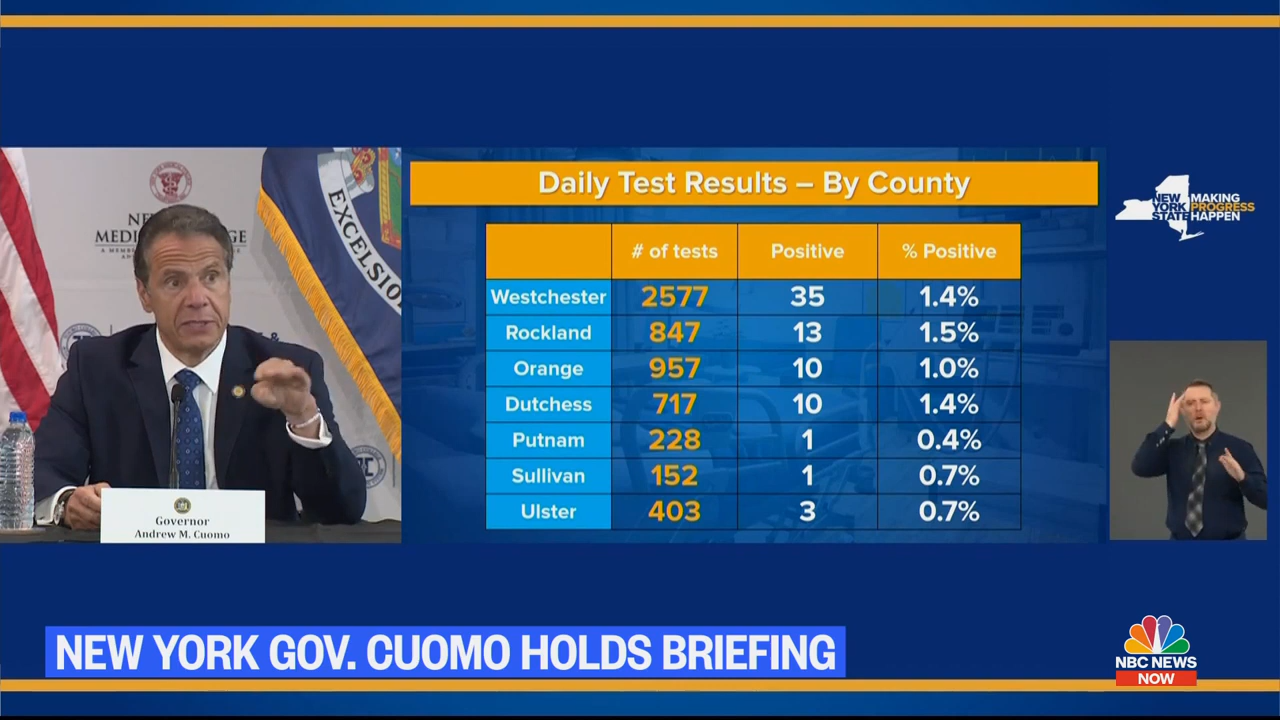 Daily Test Results – By County
# of tests Positive % Positive
Westchester 2577 35 1.4%
Rockland 847 13 1.5%
Orange 957 10 1.0%
Dutchess 717 10 1.4%
Putnam 228 1 0.4%
Sullivan 152 1 0.7%
Ulster 403 3 0.7%
NEW YORK STATE
MAKING PROGRESS HAPPEN
EXCELSIO
Governor
Andrew M. Cuomo
NEW YORK GOV. CUOMO HOLDS BRIEFING
NBC NEWS
NOW